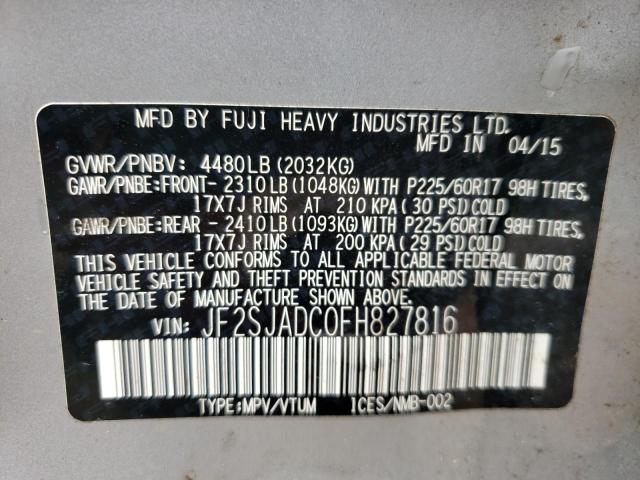 MFD BY FUJI HEAVY INDUSTRIES LTD.
MFD IN 04/15
GVWR/PNBV: 4480LB (2032KG)
GAWR/PNBE:FRONT- 2310LB (1048KG) WITH P225/60R17 98H TIRES,
17X7J RIMS AT 210 KPA (30 PSI) COLD
GAWR/PNBE:REAR - 2410LB (1093KG) WITH P225/60R17 98H TIRES,
17X7J RIMS AT 200 KPA (29 PSI) COLD
THIS VEHICLE CONFORMS TO ALL APPLICABLE FEDERAL MOTOR
VEHICLE SAFETY AND THEFT PREVENTION STANDARDS IN EFFECT ON
THE DATE OF MANUFACTURE SHOWN ABOVE.
VIN: JF2SJADC0FH827816
TYPE:MPV/VTUM ICES/NMB-002